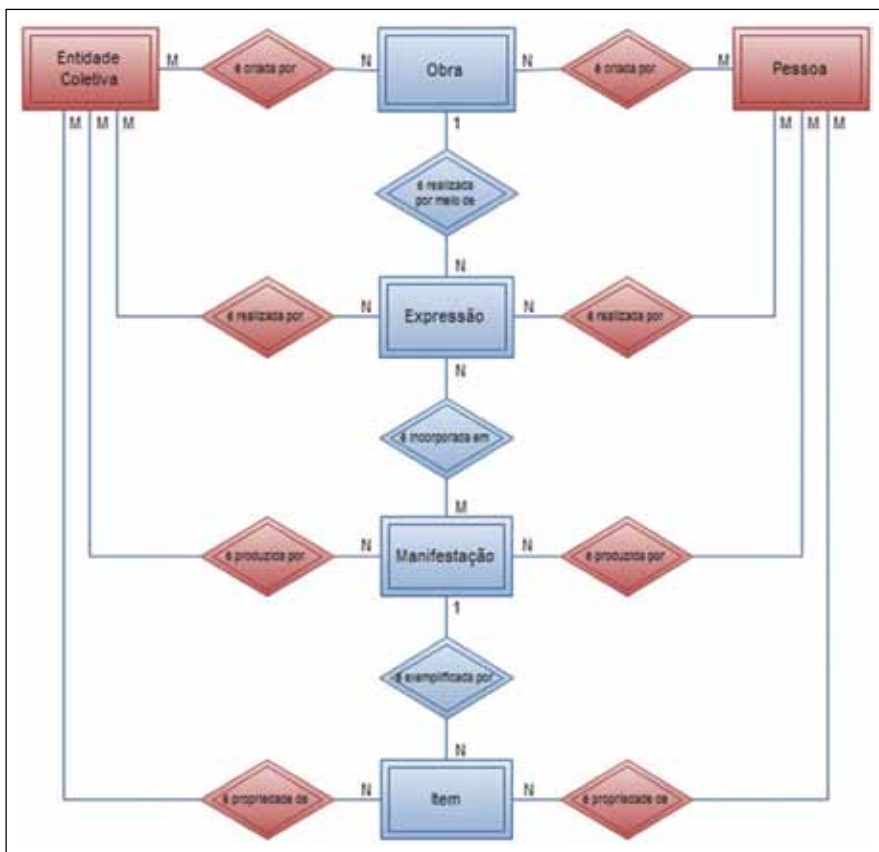 Entidade
Coletiva
M
é criada por
N
Obra
N
é criada por
M
Pessoa
M M M
1
M M M
é realizada
por meio de
N
é realizada por
N
Expressão
N
é realizada por
N
é incorporada em
M
é produzida por
N
Manifestação
N
é produzida por
1
é exemplificada por
N
é propriedade de
N
Item
N
é propriedade de